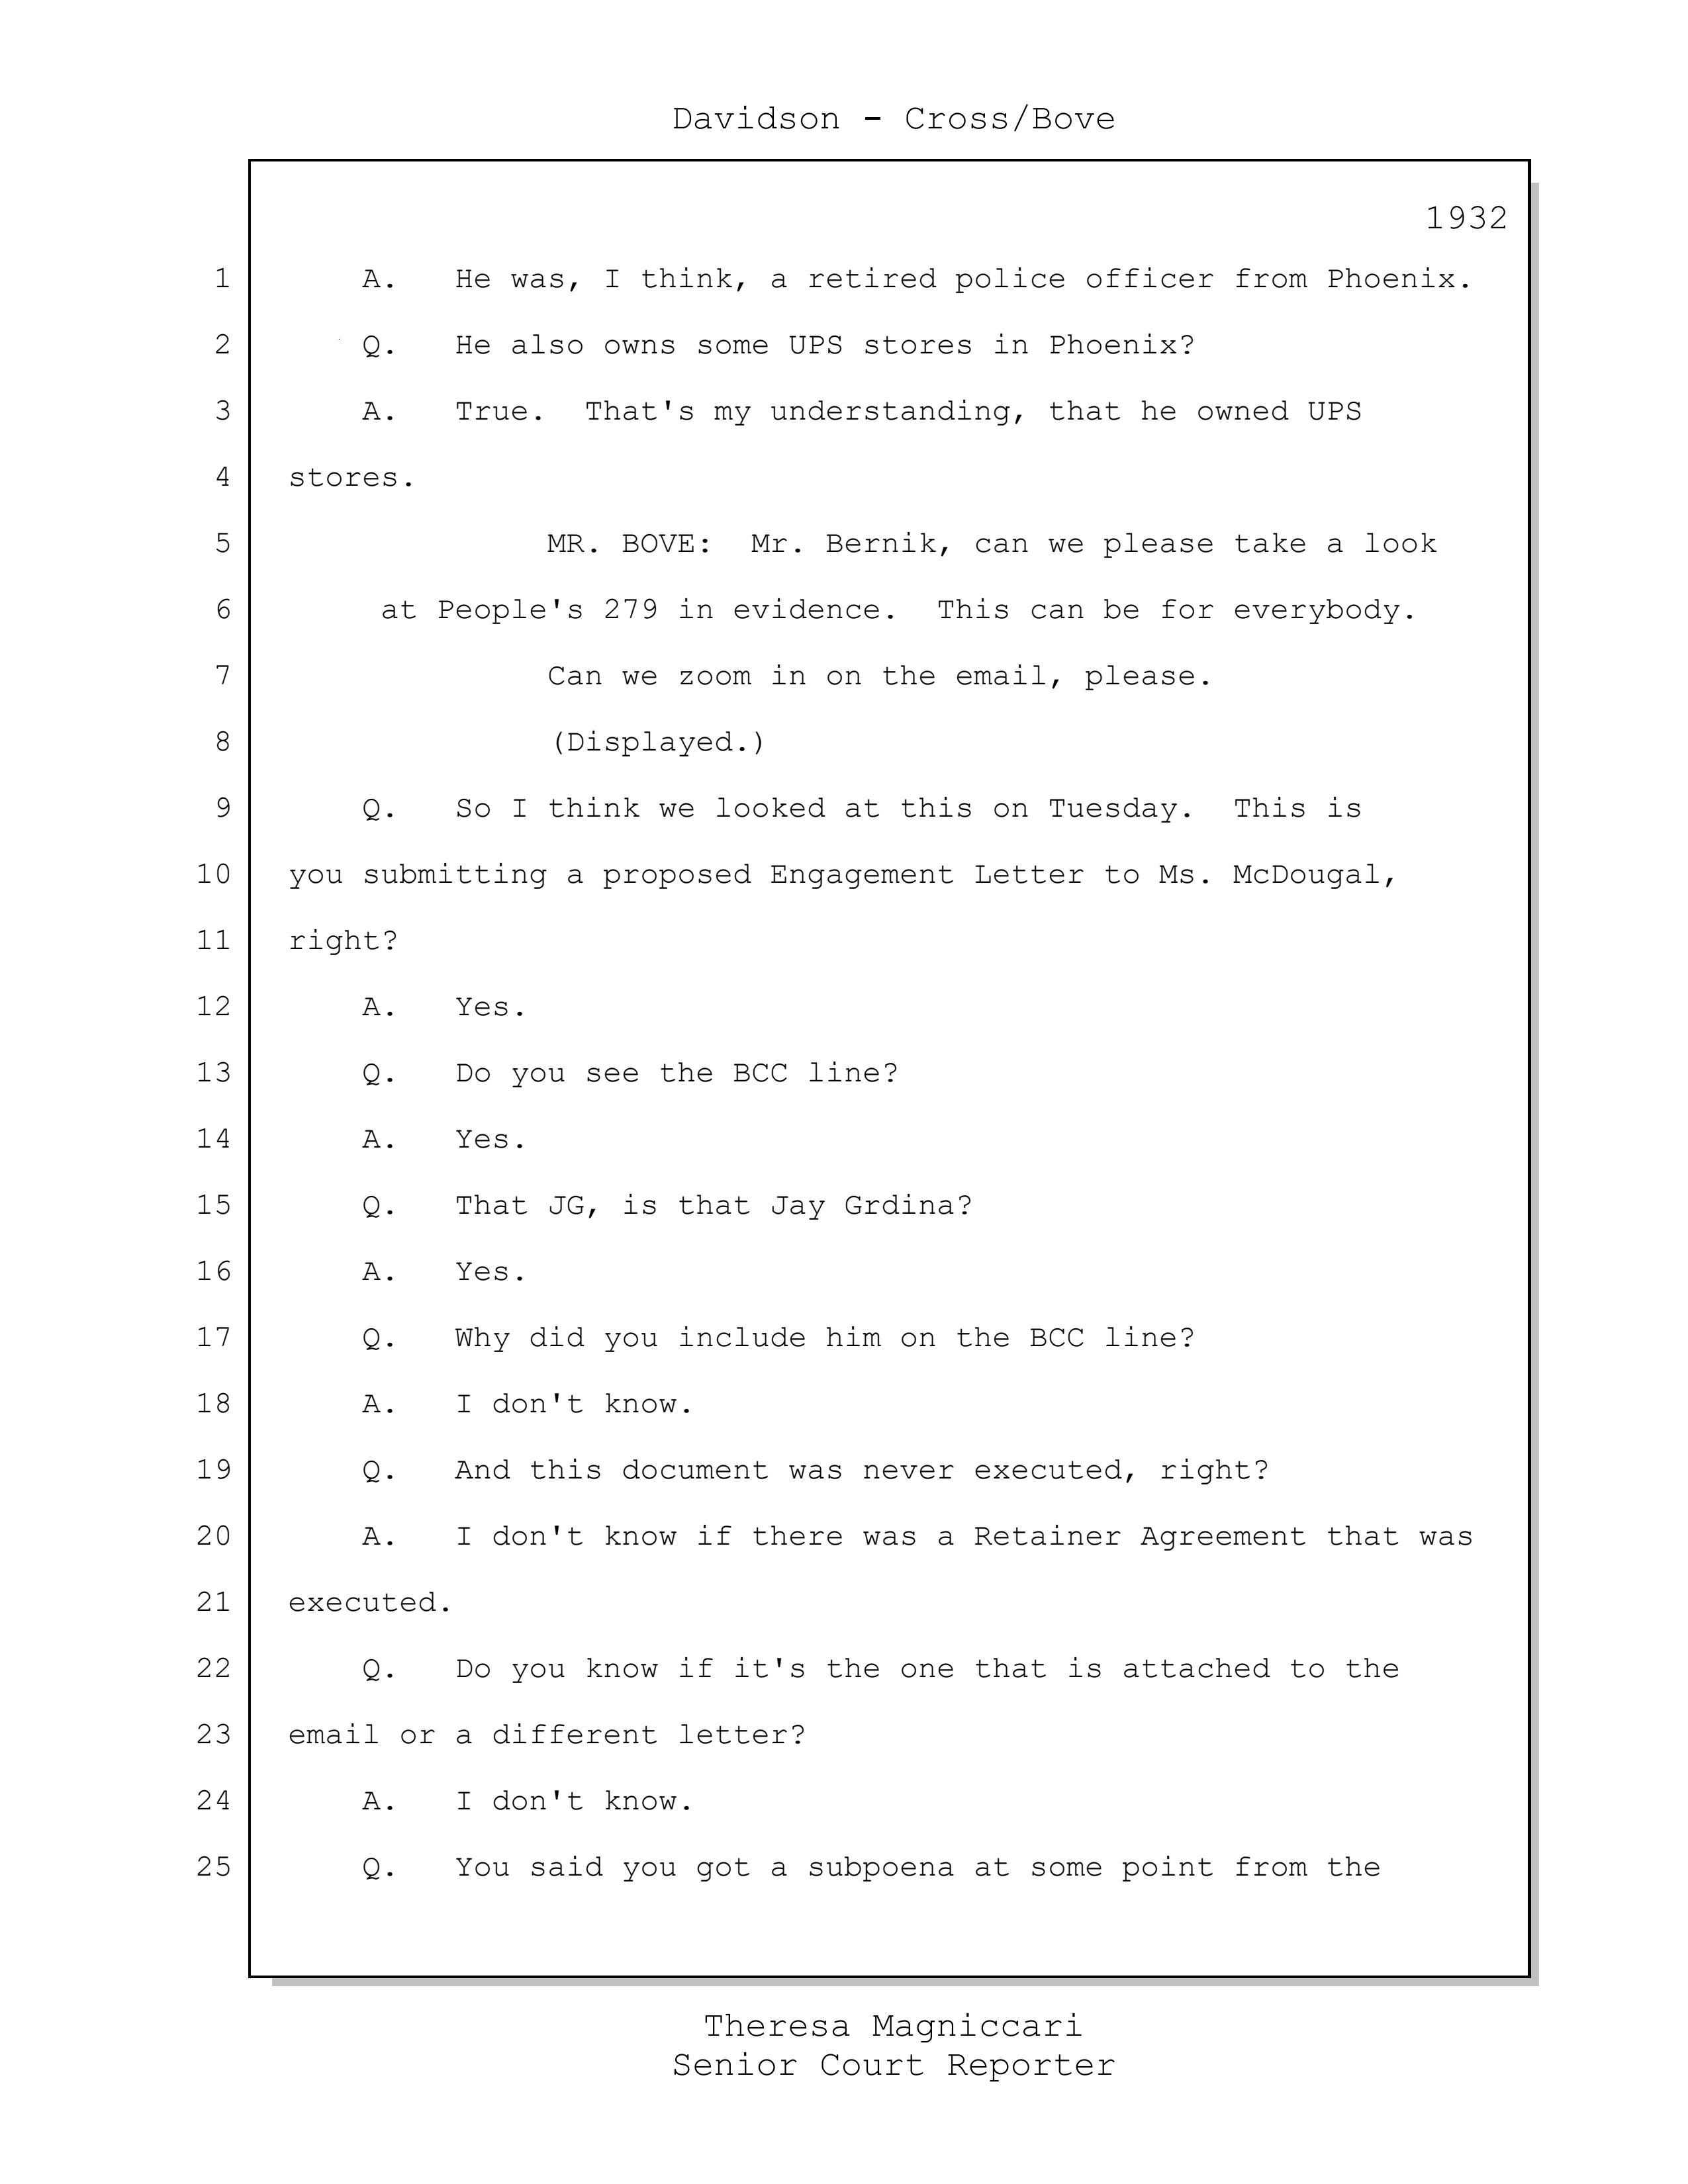 Davidson - Cross/Bove
1932
1 A. He was, I think, a retired police officer from Phoenix.
2 Q. He also owns some UPS stores in Phoenix?
3 A. True. That's my understanding, that he owned UPS
4 stores.
5 MR. BOVE: Mr. Bernik, can we please take a look
6 at People's 279 in evidence. This can be for everybody.
7 Can we zoom in on the email, please.
8 (Displayed.)
9 Q. So I think we looked at this on Tuesday. This is
10 you submitting a proposed Engagement Letter to Ms. McDougal,
11 right?
12 A. Yes.
13 Q. Do you see the BCC line?
14 A. Yes.
15 Q. That JG, is that Jay Grdina?
16 A. Yes.
17 Q. Why did you include him on the BCC line?
18 A. I don't know.
19 Q. And this document was never executed, right?
20 A. I don't know if there was a Retainer Agreement that was
21 executed.
22 Q. Do you know if it's the one that is attached to the
23 email or a different letter?
24 A. I don't know.
25 Q. You said you got a subpoena at some point from the
Theresa Magniccari
Senior Court Reporter